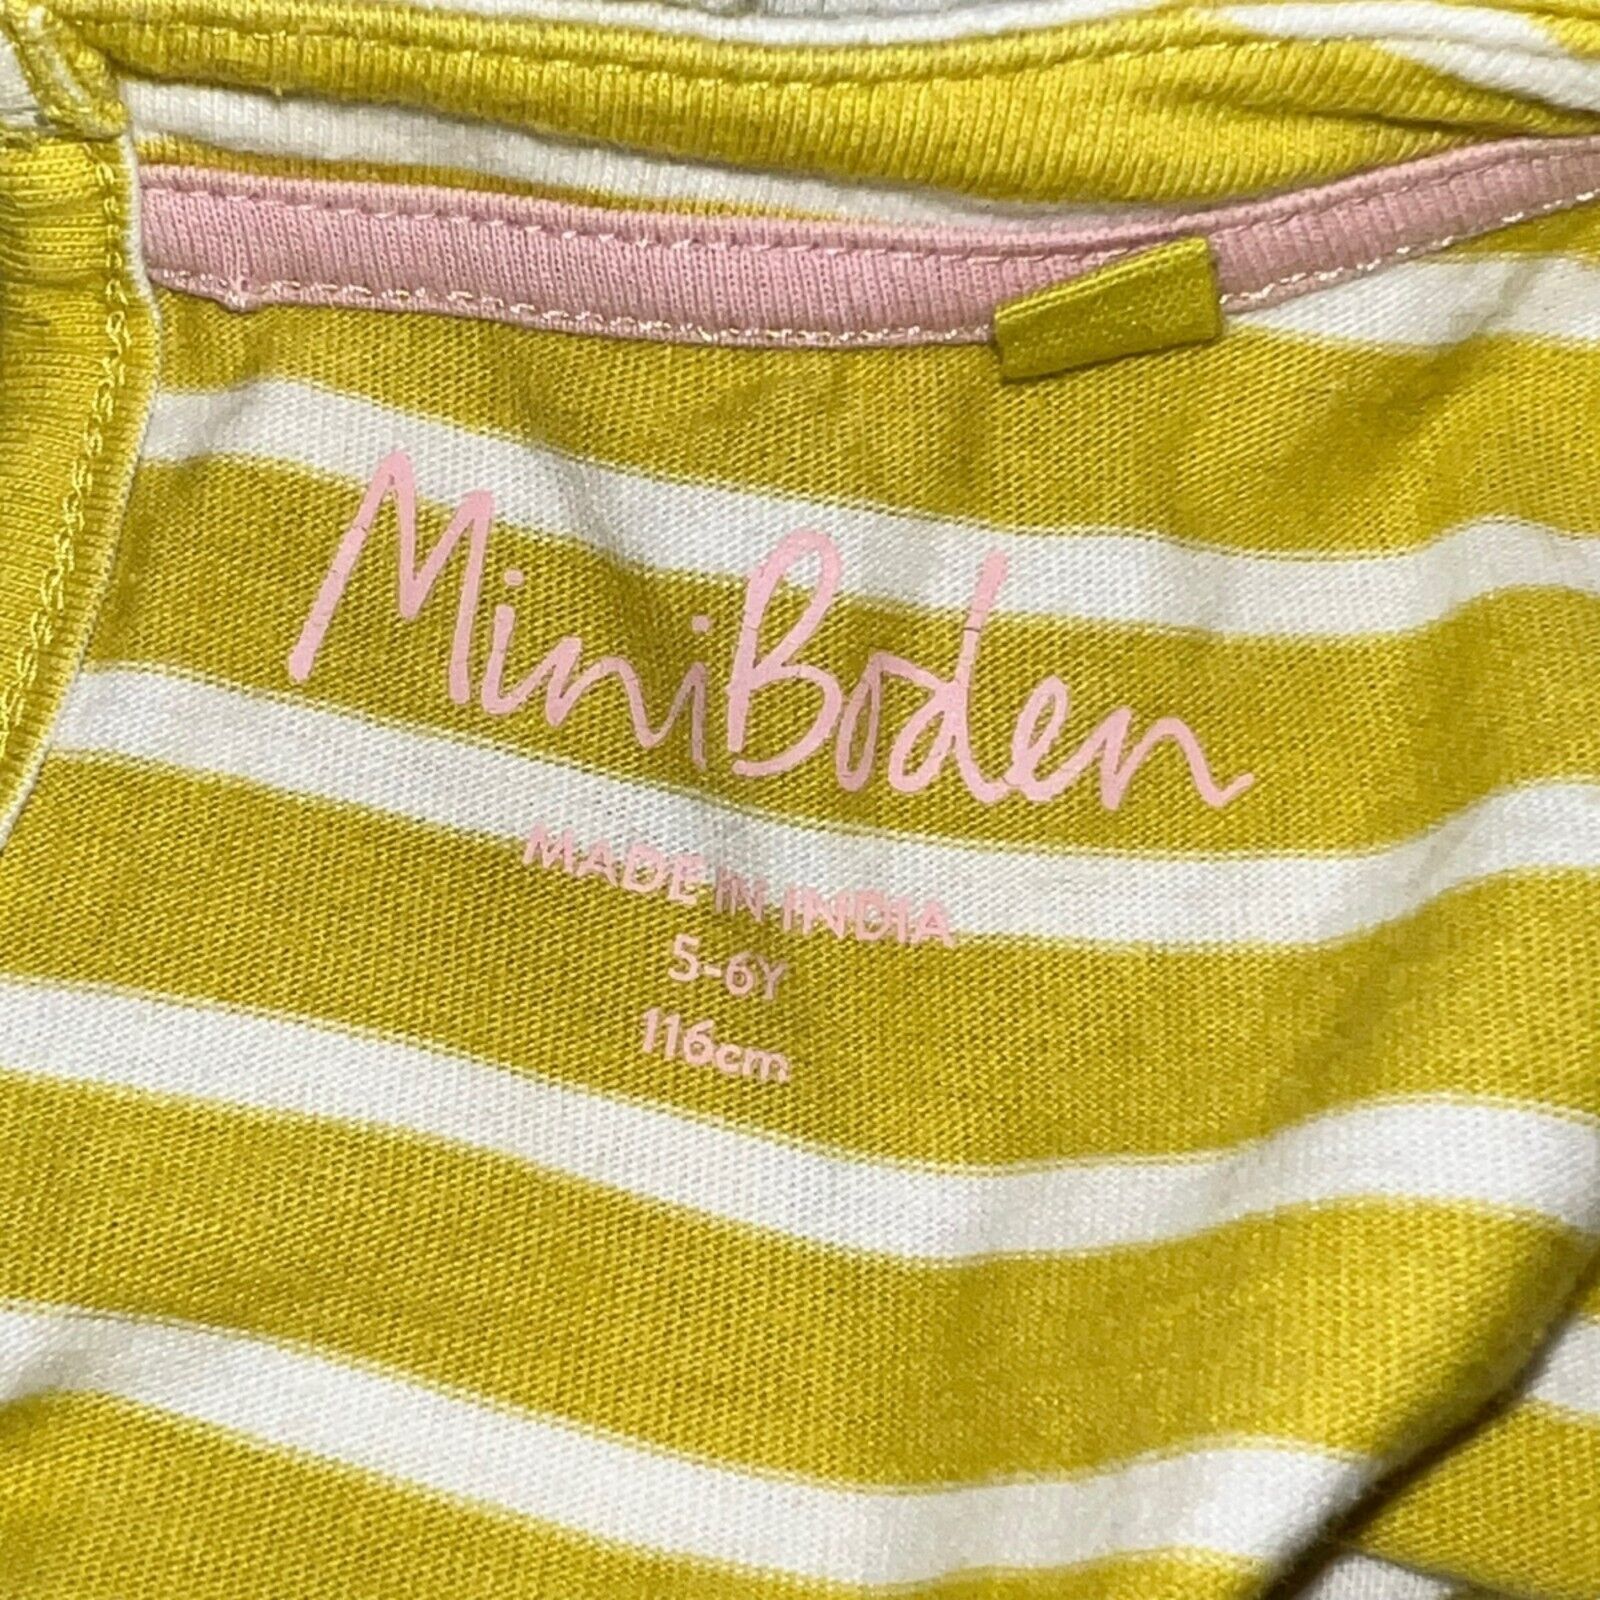 MiniBoden
MADE IN INDIA
5-6Y
116cm